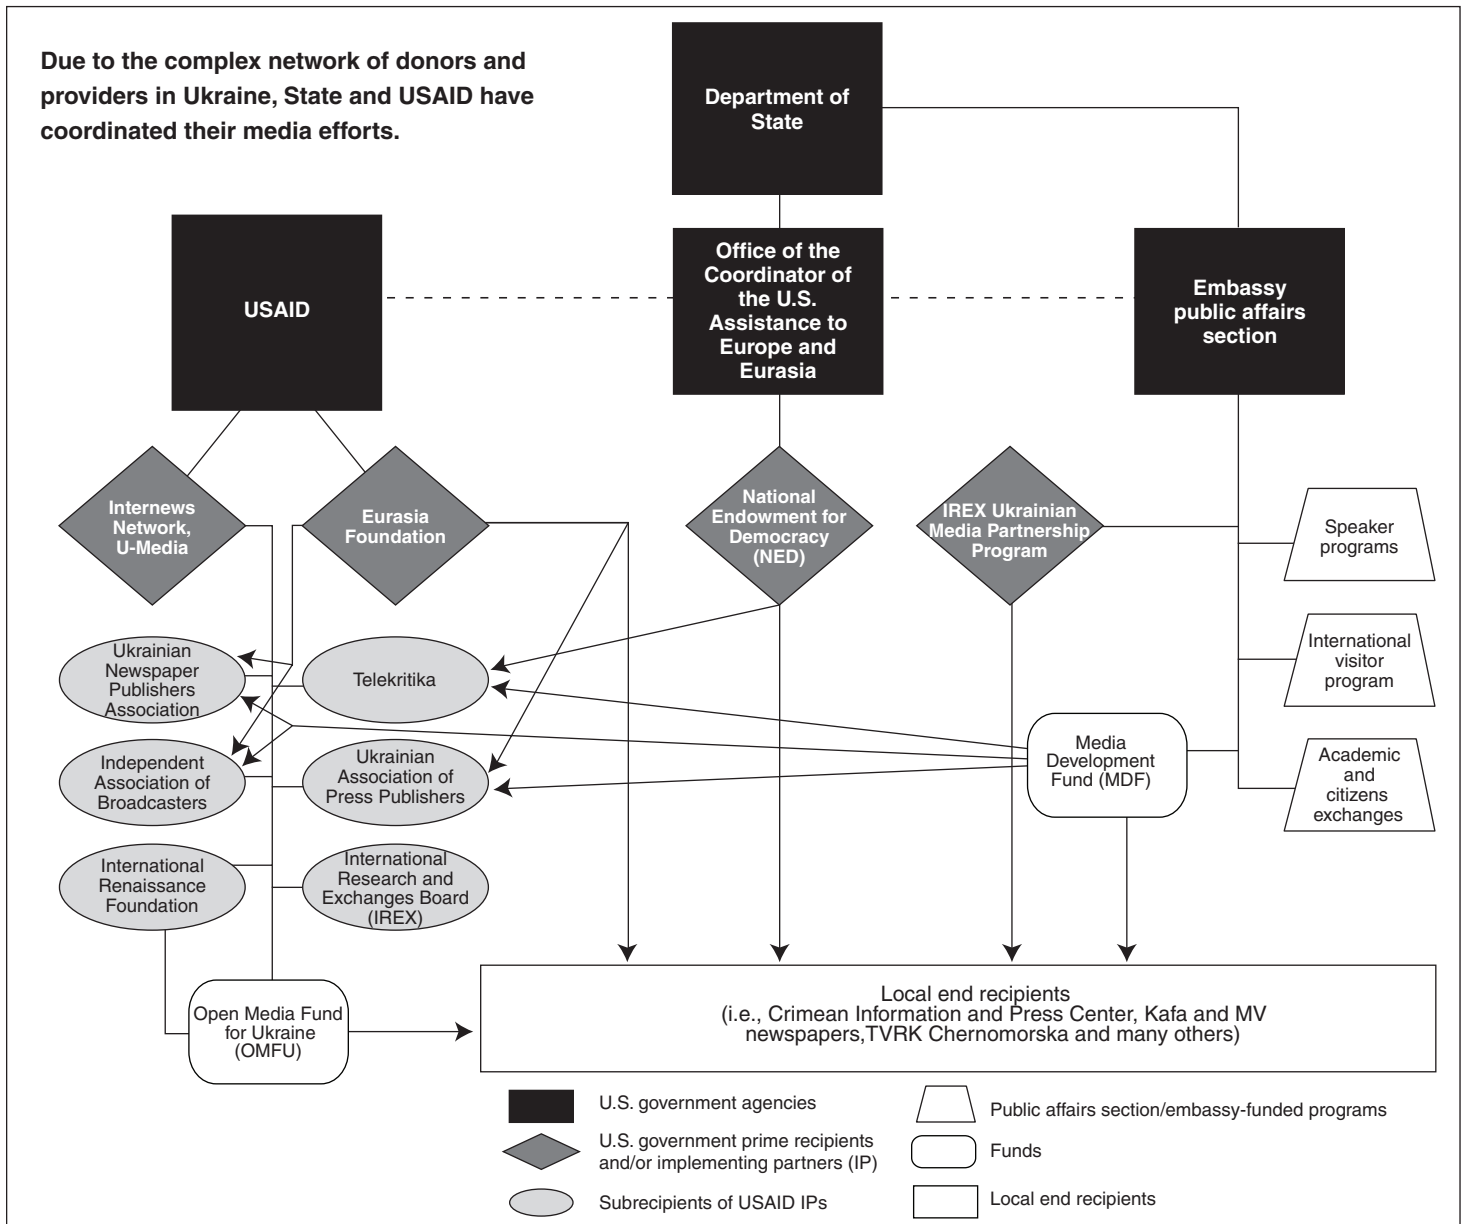 Due to the complex network of donors and
providers in Ukraine, State and USAID have
coordinated their media efforts.
Department of
State
USAID
Office of the
Coordinator of
the U.S.
Assistance to
Europe and
Eurasia
Embassy
public affairs
section
Internews
Network,
U-Media
Eurasia
Foundation
National
Endowment for
Democracy
(NED)
IREX Ukrainian
Media Partnership
Program
Speaker
programs
Ukrainian
Newspaper
Publishers
Association
Telekritika
International
visitor
program
Independent
Association of
Broadcasters
Ukrainian
Association of
Press Publishers
Media
Development
Fund (MDF)
Academic
and
citizens
exchanges
International
Renaissance
Foundation
International
Research and
Exchanges Board
(IREX)
Open Media Fund
for Ukraine
(OMFU)
Local end recipients
(i.e., Crimean Information and Press Center, Kafa and MV
newspapers,TVRK Chernomorska and many others)
U.S. government agencies
U.S. government prime recipients
and/or implementing partners (IP)
Subrecipients of USAID IPs
Public affairs section/embassy-funded programs
Funds
Local end recipients